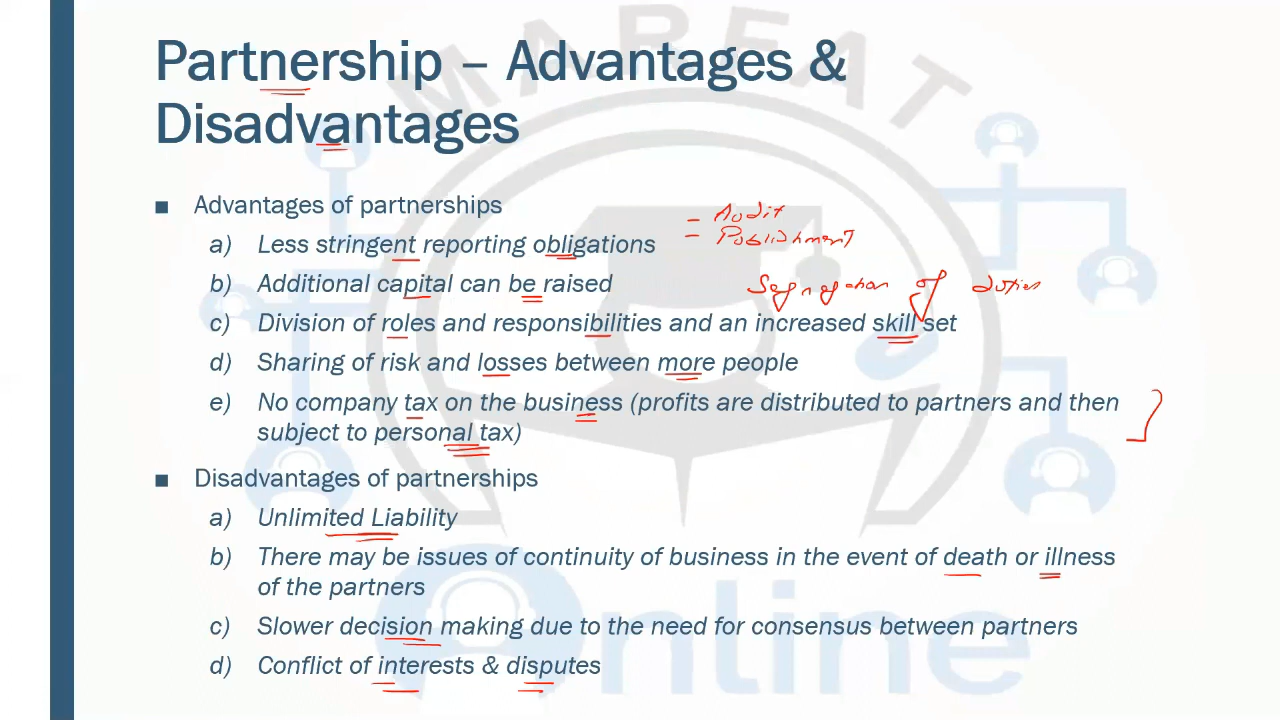 MAREFAT
Partnership – Advantages &
Disadvantages
■ Advantages of partnerships
a) Less stringent reporting obligations
– Audit
– Publishment
b) Additional capital can be raised
Segregation of duties
c) Division of roles and responsibilities and an increased skill set
d) Sharing of risk and losses between more people
e) No company tax on the business (profits are distributed to partners and then
subject to personal tax)
■ Disadvantages of partnerships
a) Unlimited Liability
b) There may be issues of continuity of business in the event of death or illness
of the partners
c) Slower decision making due to the need for consensus between partners
d) Conflict of interests & disputes
Online